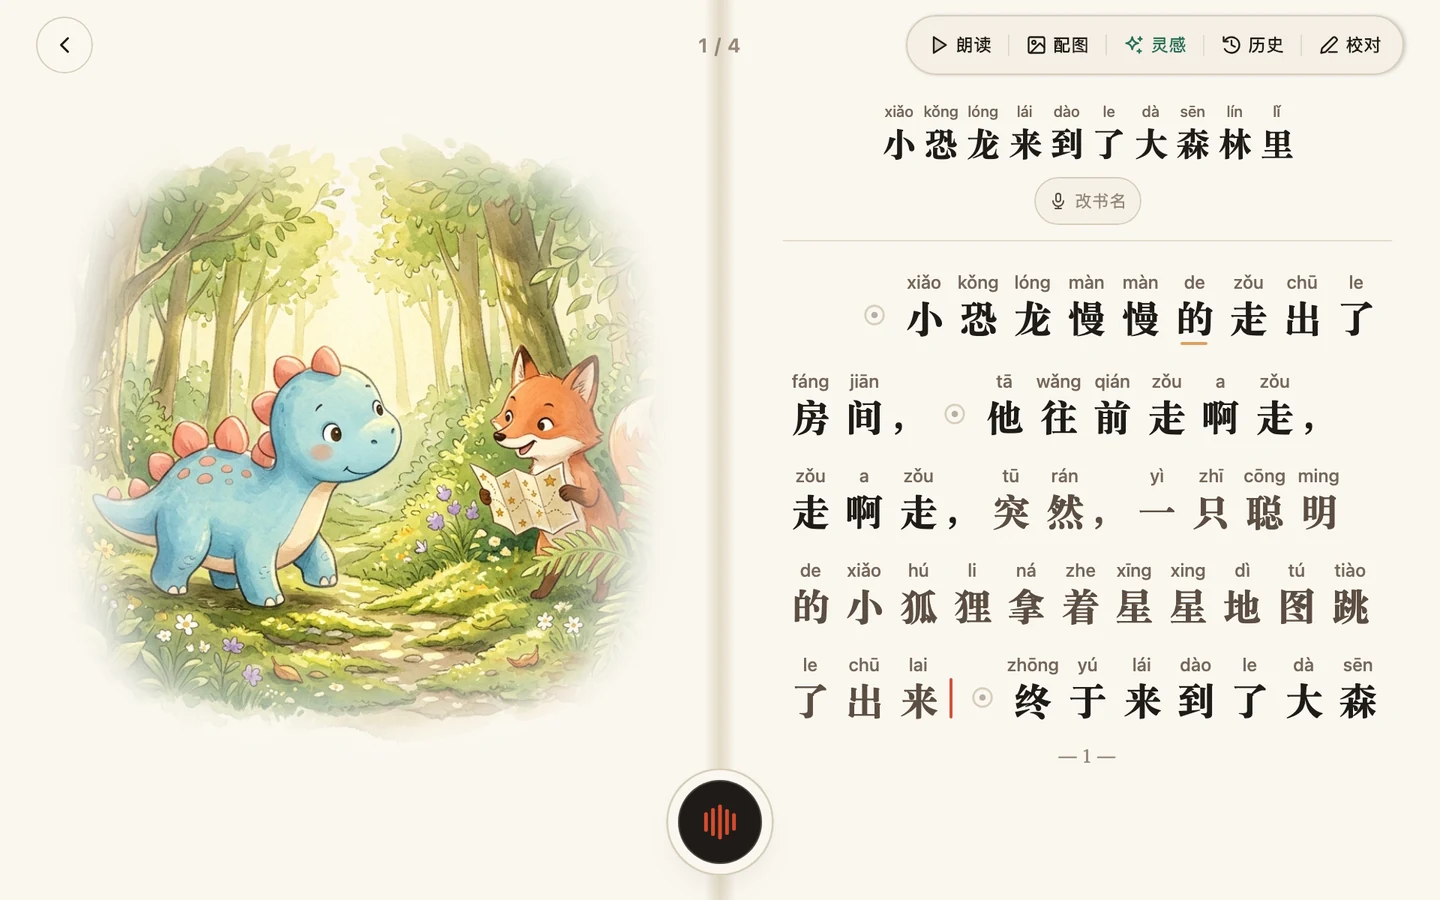 1 / 4
朗读 配图 灵感 历史 校对
xiǎo kǒng lóng lái dào le dà sēn lín lǐ
小恐龙来到了大森林里
改书名
xiǎo kǒng lóng màn màn de zǒu chū le
小恐龙慢慢的走出了
fáng jiān tā wǎng qián zǒu a zǒu
房间，他往前走啊走，
zǒu a zǒu tū rán yì zhī cōng ming
走啊走，突然，一只聪明
de xiǎo hú li ná zhe xīng xing dì tú tiào
的小狐狸拿着星星地图跳
le chū lai zhōng yú lái dào le dà sēn
了出来 终于来到了大森
— 1 —